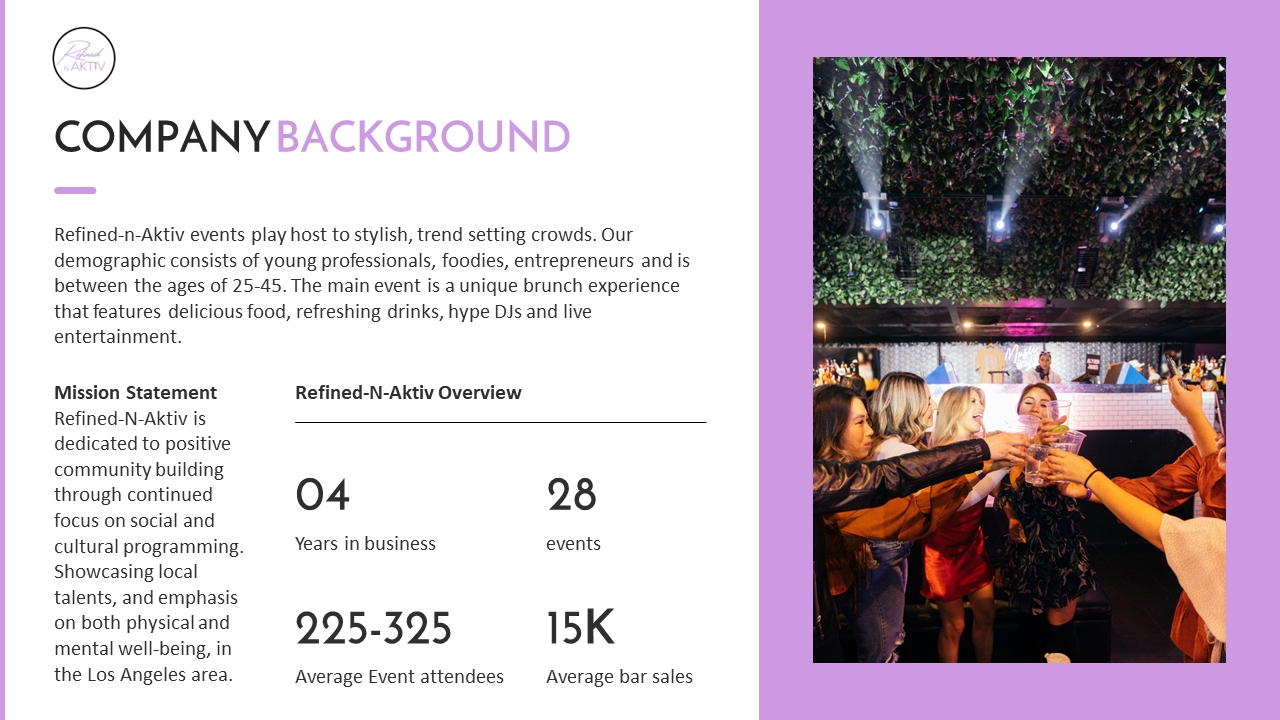 Refined
N AKTIV
COMPANY BACKGROUND
Refined-n-Aktiv events play host to stylish, trend setting crowds. Our
demographic consists of young professionals, foodies, entrepreneurs and is
between the ages of 25-45. The main event is a unique brunch experience
that features delicious food, refreshing drinks, hype DJs and live
entertainment.
Mission Statement
Refined-N-Aktiv is
dedicated to positive
community building
through continued
focus on social and
cultural programming.
Showcasing local
talents, and emphasis
on both physical and
mental well-being, in
the Los Angeles area.
Refined-N-Aktiv Overview
04
Years in business
28
events
225-325
Average Event attendees
15K
Average bar sales